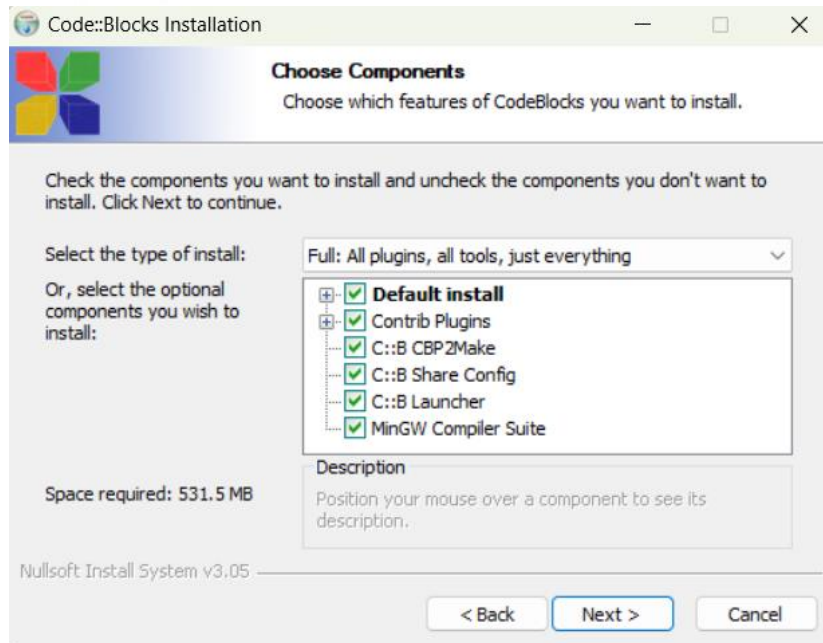 Code::Blocks Installation
Choose Components
Choose which features of CodeBlocks you want to install.
Check the components you want to install and uncheck the components you don't want to
install. Click Next to continue.
Select the type of install:
Full: All plugins, all tools, just everything
Or, select the optional
components you wish to
install:
Default install
Contrib Plugins
C::B CBP2Make
C::B Share Config
C::B Launcher
MinGW Compiler Suite
Space required: 531.5 MB
Description
Position your mouse over a component to see its
description.
Nullsoft Install System v3.05
< Back
Next >
Cancel